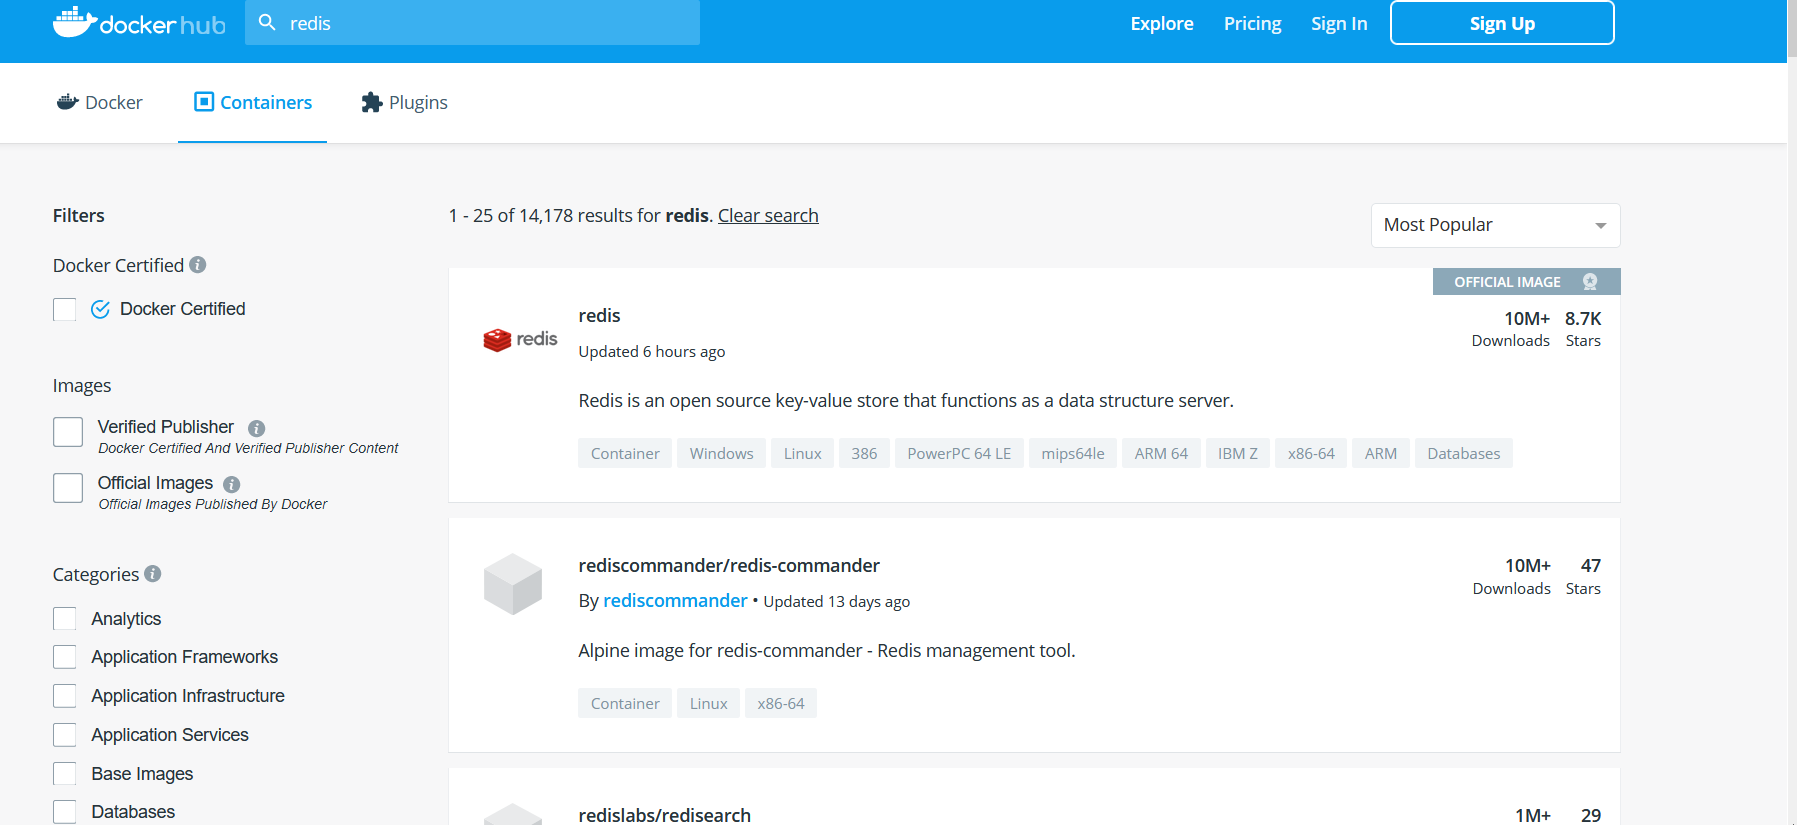 docker hub
redis
Explore
Pricing
Sign In
Sign Up
Docker
Containers
Plugins
Filters
Docker Certified
Docker Certified
Images
Verified Publisher
Docker Certified And Verified Publisher Content
Official Images
Official Images Published By Docker
Categories
Analytics
Application Frameworks
Application Infrastructure
Application Services
Base Images
Databases
1 - 25 of 14,178 results for redis. Clear search
Most Popular
OFFICIAL IMAGE
redis
redis
Updated 6 hours ago
10M+ 8.7K
Downloads Stars
Redis is an open source key-value store that functions as a data structure server.
Container Windows Linux 386 PowerPC 64 LE mips64le ARM 64 IBM Z x86-64 ARM Databases
rediscommander/redis-commander
By rediscommander • Updated 13 days ago
10M+ 47
Downloads Stars
Alpine image for redis-commander - Redis management tool.
Container Linux x86-64
redislabs/redisearch
1M+ 29